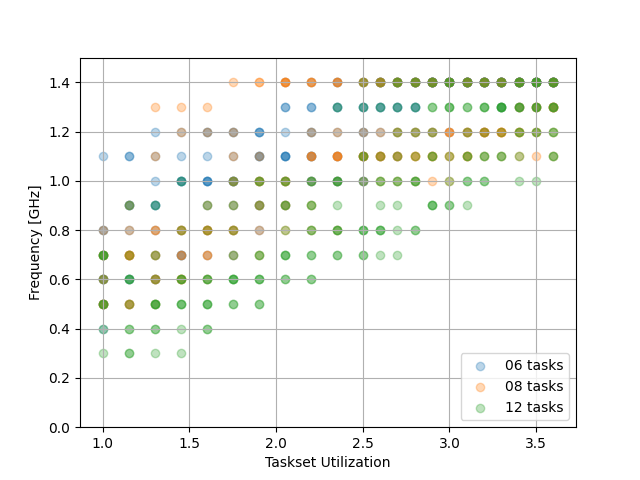 1.4
1.2
1.0
0.8
0.6
0.4
0.2
0.0
Frequency [GHz]
06 tasks
08 tasks
12 tasks
1.0 1.5 2.0 2.5 3.0 3.5
Taskset Utilization